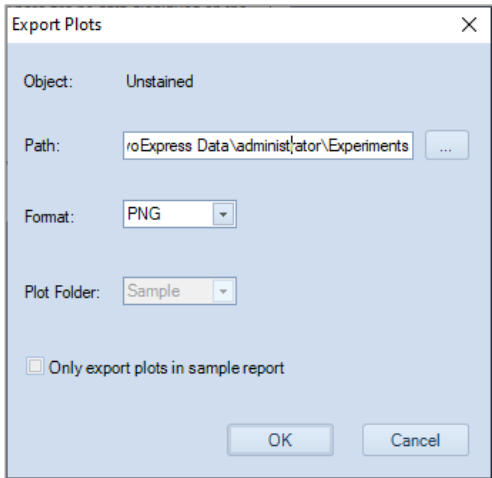 Export Plots
Object: Unstained
Path: oExpress Data\administrator\Experiments ...
Format: PNG
Plot Folder: Sample
Only export plots in sample report
OK Cancel